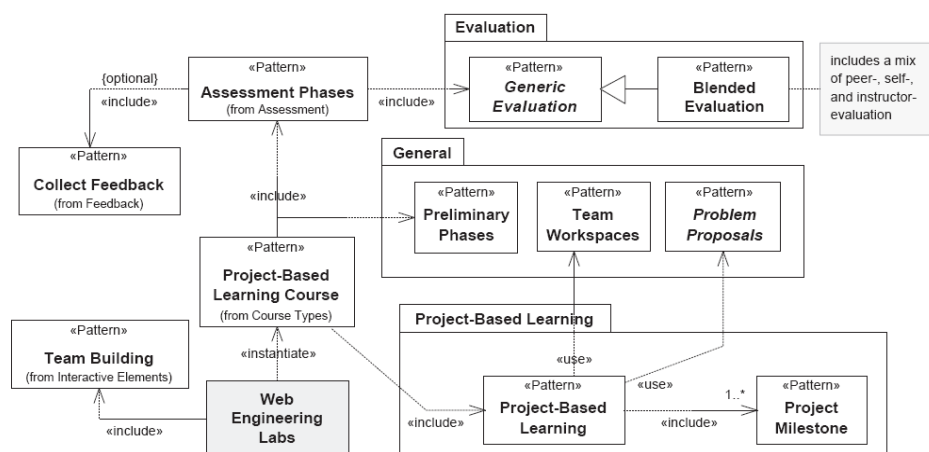 Evaluation
«Pattern»
Generic
Evaluation
«Pattern»
Blended
Evaluation
includes a mix
of peer-, self-,
and instructor-
evaluation
{optional}
«include»
«Pattern»
Assessment Phases
(from Assessment)
«include»
«Pattern»
Collect Feedback
(from Feedback)
«include»
General
«Pattern»
Preliminary
Phases
«Pattern»
Team
Workspaces
«Pattern»
Problem
Proposals
«Pattern»
Project-Based
Learning Course
(from Course Types)
«instantiate»
«Pattern»
Team Building
(from Interactive Elements)
«include»
Web
Engineering
Labs
Project-Based Learning
«use»
«use»
«include»
«Pattern»
Project-Based
Learning
1..*
«include»
«Pattern»
Project
Milestone